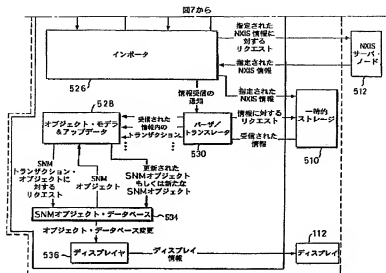 図7から
インポータ
526
指定された
NXIS情報に
対する
リクエスト
指定された
NXIS情報
NXIS
サーバ・
ノード
512
情報受信の
通知
指定された
NXIS情報
528
オブジェクト・モデラ
&アップデータ
受信された
情報内の
トランザクション
パーサ/
トランスレータ
530
情報に対する
リクエスト
受信された
情報
一時的
ストレージ
510
SNM
トランザクション・
オブジェクトに
対する
リクエスト
SNM
オブジェクト
更新された
SNMオブジェクト
もしくは新たな
SNMオブジェクト
SNMオブジェクト・データベース
534
オブジェクト・データベース変更
536
ディスプレイヤ
ディスプレイ
情報
112
ディスプレイ